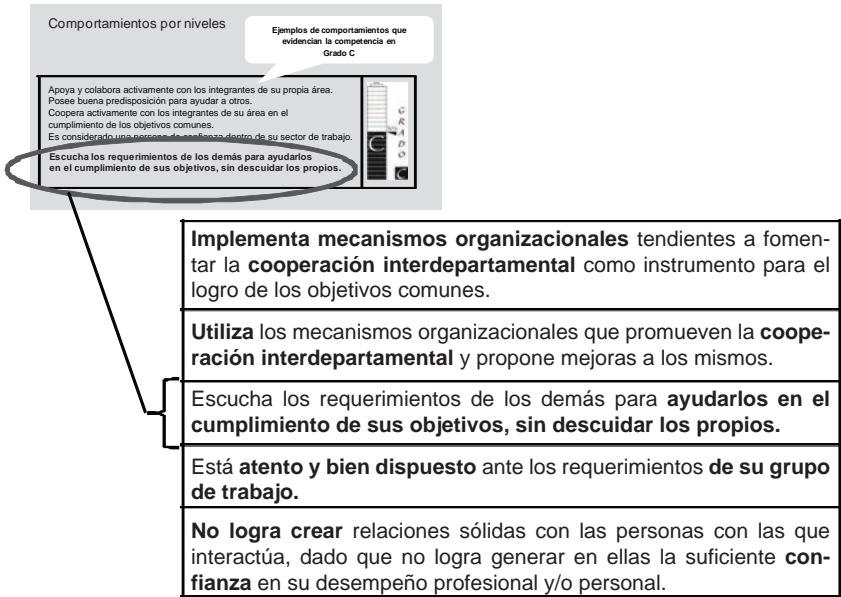 Comportamientos por niveles
Ejemplos de comportamientos que
evidencian la competencia en
Grado C
Apoya y colabora activamente con los integrantes de su propia área.
Posee buena predisposición para ayudar a otros.
Coopera activamente con los integrantes de su área en el
cumplimiento de los objetivos comunes.
Es considerado una persona de confianza dentro de su sector de trabajo.
Escucha los requerimientos de los demás para ayudarlos
en el cumplimiento de sus objetivos, sin descuidar los propios.
C
GRADO
C
Implementa mecanismos organizacionales tendientes a fomen-
tar la cooperación interdepartamental como instrumento para el
logro de los objetivos comunes.
Utiliza los mecanismos organizacionales que promueven la coope-
ración interdepartamental y propone mejoras a los mismos.
Escucha los requerimientos de los demás para ayudarlos en el
cumplimiento de sus objetivos, sin descuidar los propios.
Está atento y bien dispuesto ante los requerimientos de su grupo
de trabajo.
No logra crear relaciones sólidas con las personas con las que
interactúa, dado que no logra generar en ellas la suficiente con-
fianza en su desempeño profesional y/o personal.